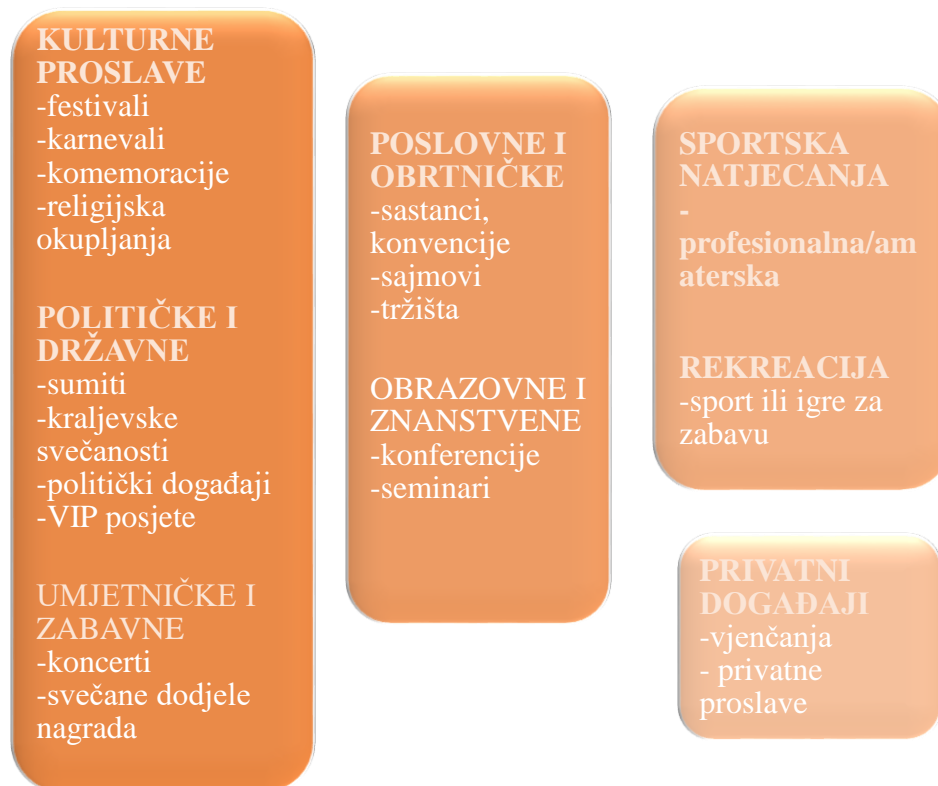 KULTURNE
PROSLAVE
-festivali
-karnevali
-komemoracije
-religijska
okupljanja
POLITIČKE I
DRŽAVNE
-sumiti
-kraljevske
svečanosti
-politički događaji
-VIP posjete
UMJETNIČKE I
ZABAVNE
-koncerti
-svečane dodjele
nagrada
POSLOVNE I
OBRTNIČKE
-sastanci,
konvencije
-sajmovi
-tržišta
OBRAZOVNE I
ZNANSTVENE
-konferencije
-seminari
SPORTSKA
NATJECANJA
-
profesionalna/am
aterska
REKREACIJA
-sport ili igre za
zabavu
PRIVATNI
DOGAĐAJI
-vjenčanja
- privatne
proslave